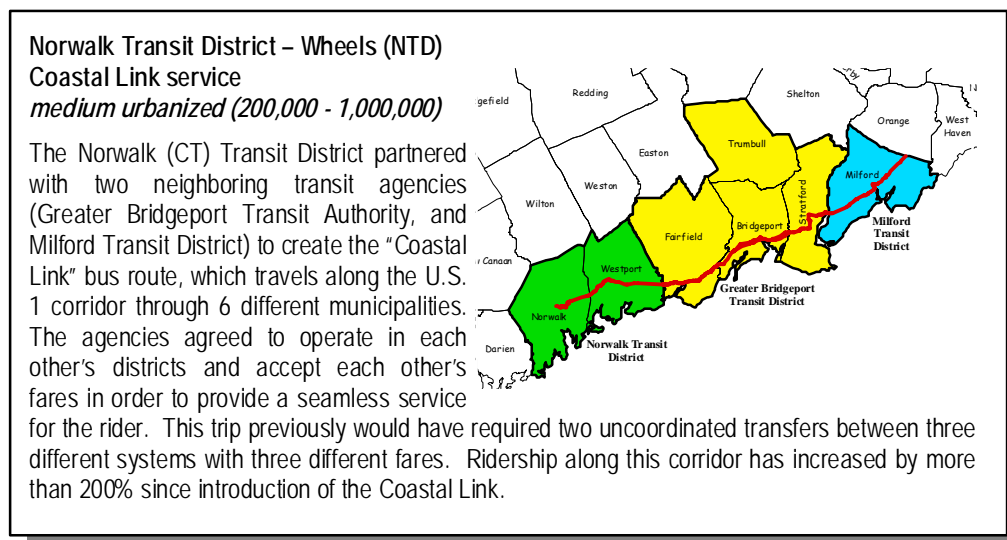 Norwalk Transit District – Wheels (NTD)
Coastal Link service
medium urbanized (200,000 - 1,000,000)
The Norwalk (CT) Transit District partnered
with two neighboring transit agencies
(Greater Bridgeport Transit Authority, and
Milford Transit District) to create the “Coastal
Link” bus route, which travels along the U.S.
1 corridor through 6 different municipalities.
The agencies agreed to operate in each
other’s districts and accept each other’s
fares in order to provide a seamless service
for the rider. This trip previously would have required two uncoordinated transfers between three
different systems with three different fares. Ridership along this corridor has increased by more
than 200% since introduction of the Coastal Link.
gefield
Redding
Shelton
Orange
West
Haven
Easton
Trumbull
Milford
Weston
Stratford
Wilton
Bridgeport
Fairfield
Milford
Transit
District
Canaan
Westport
Greater Bridgeport
Transit District
Norwalk
Darien
Norwalk Transit
District